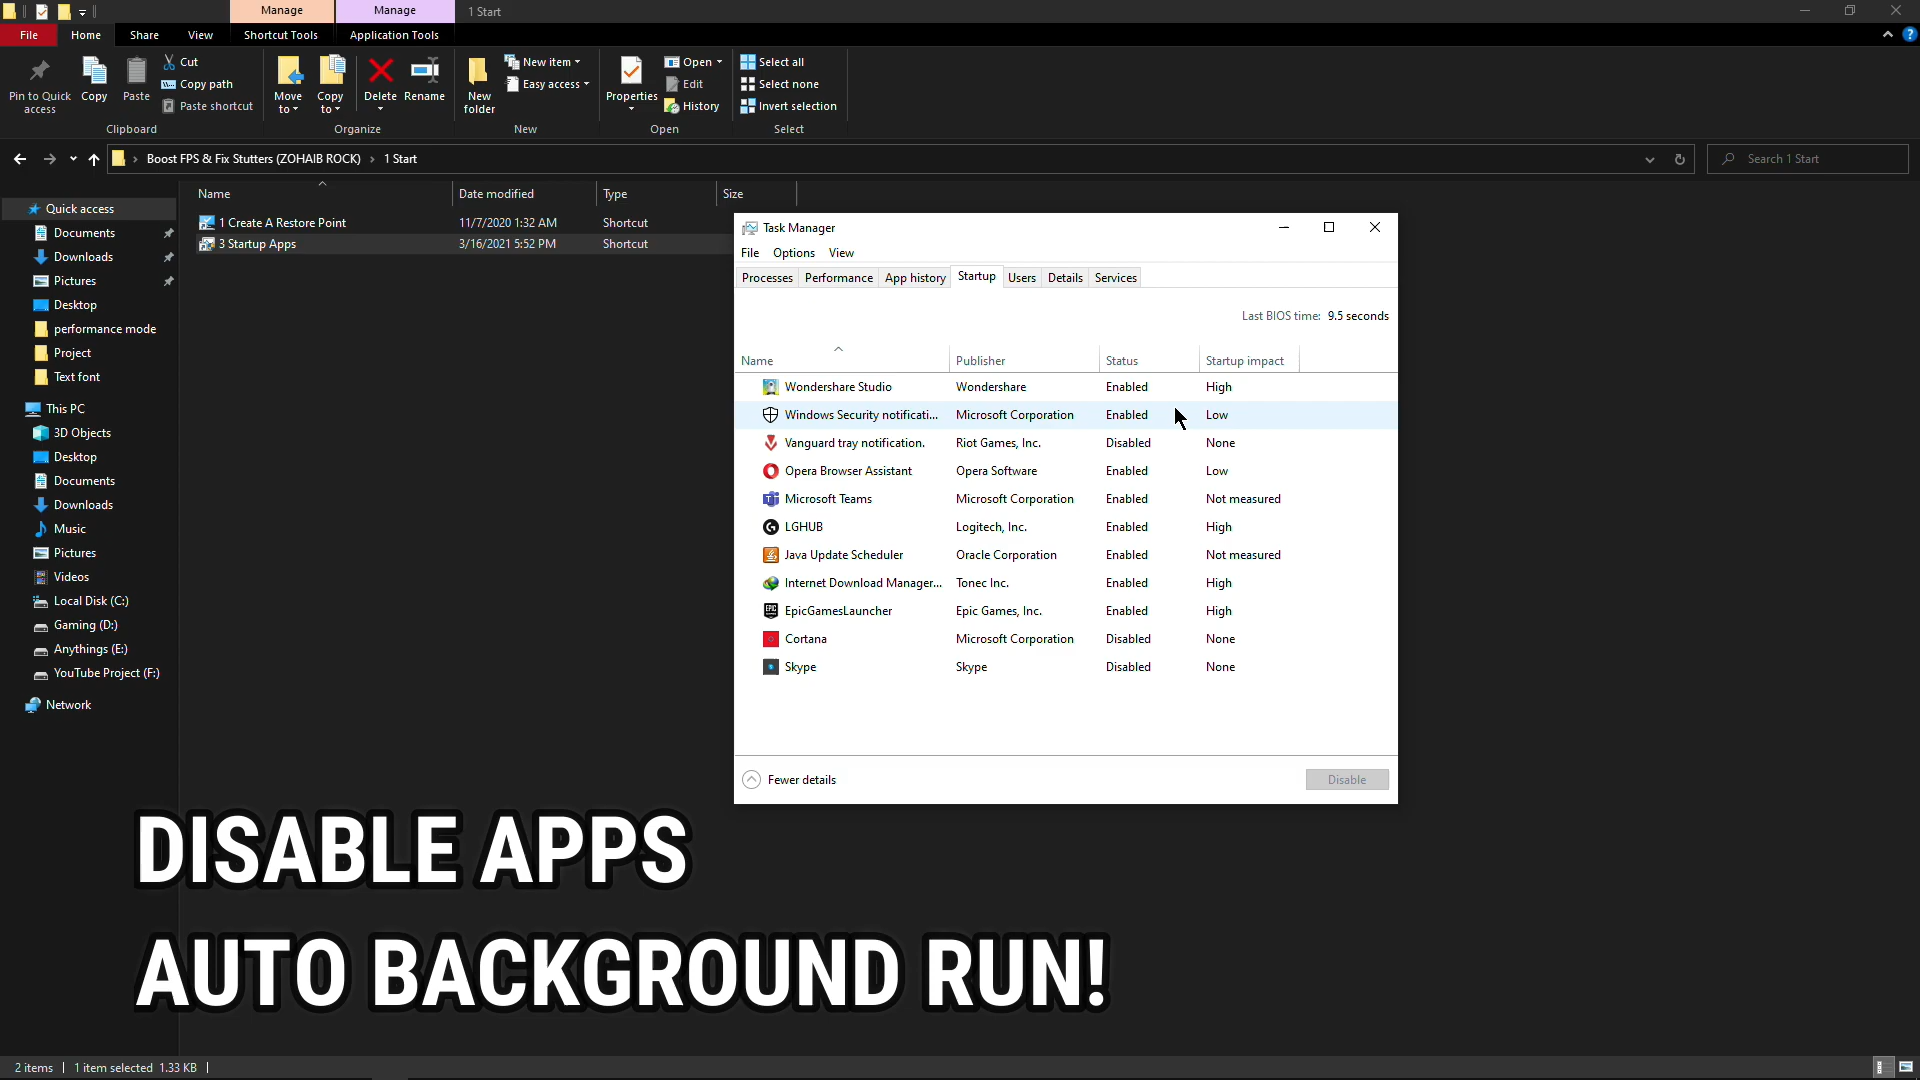 Manage Manage 1 Start
File Home Share View Shortcut Tools Application Tools
Pin to Quick access
Copy
Paste
Cut
Copy path
Paste shortcut
Clipboard
Move to
Copy to
Delete
Rename
Organize
New folder
New item
Easy access
New
Properties
Open
Edit
History
Open
Select all
Select none
Invert selection
Select
Boost FPS & Fix Stutters (ZOHAIB ROCK) > 1 Start
Search 1 Start
Name Date modified Type Size
1 Create A Restore Point 11/7/2020 1:32 AM Shortcut
3 Startup Apps 3/16/2021 5:52 PM Shortcut
Quick access
Documents
Downloads
Pictures
Desktop
performance mode
Project
Text font
This PC
3D Objects
Desktop
Documents
Downloads
Music
Pictures
Videos
Local Disk (C:)
Gaming (D:)
Anythings (E:)
YouTube Project (F:)
Network
Task Manager
File Options View
Processes Performance App history Startup Users Details Services
Last BIOS time: 9.5 seconds
Name Publisher Status Startup impact
Wondershare Studio Wondershare Enabled High
Windows Security notificati... Microsoft Corporation Enabled Low
Vanguard tray notification. Riot Games, Inc. Disabled None
Opera Browser Assistant Opera Software Enabled Low
Microsoft Teams Microsoft Corporation Enabled Not measured
LGHUB Logitech, Inc. Enabled High
Java Update Scheduler Oracle Corporation Enabled Not measured
Internet Download Manager... Tonec Inc. Enabled High
EpicGamesLauncher Epic Games, Inc. Enabled High
Cortana Microsoft Corporation Disabled None
Skype Skype Disabled None
Fewer details Disable
DISABLE APPS
AUTO BACKGROUND RUN!
2 items 1 item selected 1.33 KB